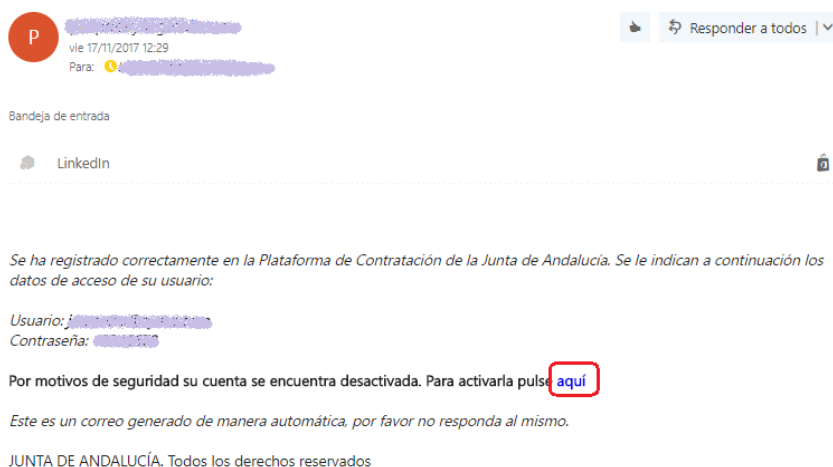 P
vie 17/11/2017 12:29
Para:
Responder a todos
Bandeja de entrada
LinkedIn
Se ha registrado correctamente en la Plataforma de Contratación de la Junta de Andalucía. Se le indican a continuación los
datos de acceso de su usuario:
Usuario:
Contraseña:
Por motivos de seguridad su cuenta se encuentra desactivada. Para activarla pulse aquí
Este es un correo generado de manera automática, por favor no responda al mismo.
JUNTA DE ANDALUCÍA. Todos los derechos reservados